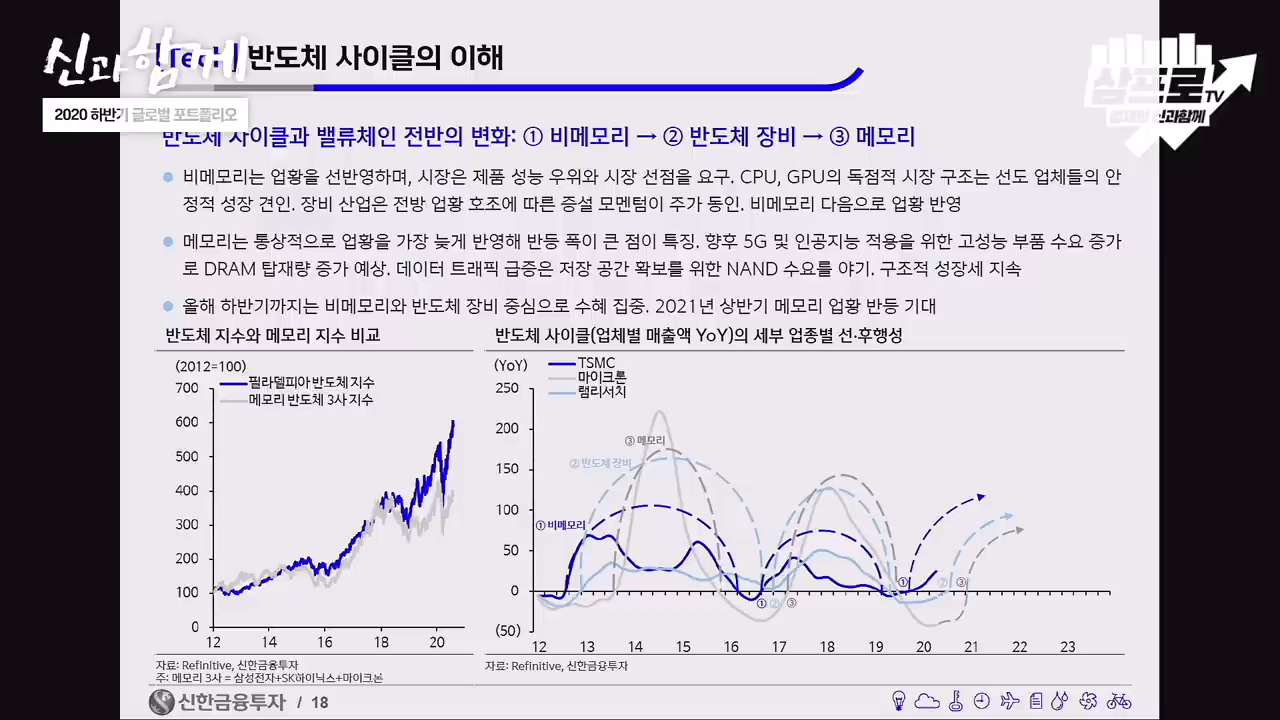 신과함께
2020 하반기 글로벌 포트폴리오
삼프로TV
경제의 신과함께
[Tech] 반도체 사이클의 이해
반도체 사이클과 밸류체인 전반의 변화: ① 비메모리 → ② 반도체 장비 → ③ 메모리
비메모리는 업황을 선반영하며, 시장은 제품 성능 우위와 시장 선점을 요구. CPU, GPU의 독점적 시장 구조는 선도 업체들의 안
정적 성장 견인. 장비 산업은 전방 업황 호조에 따른 증설 모멘텀이 주가 동인. 비메모리 다음으로 업황 반영
메모리는 통상적으로 업황을 가장 늦게 반영해 반등 폭이 큰 점이 특징. 향후 5G 및 인공지능 적용을 위한 고성능 부품 수요 증가
로 DRAM 탑재량 증가 예상. 데이터 트래픽 급증은 저장 공간 확보를 위한 NAND 수요를 야기. 구조적 성장세 지속
올해 하반기까지는 비메모리와 반도체 장비 중심으로 수혜 집중. 2021년 상반기 메모리 업황 반등 기대
반도체 지수와 메모리 지수 비교
(2012=100)
필라델피아 반도체 지수
메모리 반도체 3사 지수
700
600
500
400
300
200
100
0
12 14 16 18 20
자료: Refinitive, 신한금융투자
주: 메모리 3사 = 삼성전자+SK하이닉스+마이크론
반도체 사이클(업체별 매출액 YoY)의 세부 업종별 선·후행성
(YoY)
TSMC
마이크론
램리서치
250
200
150
100
50
0
(50)
③ 메모리
② 반도체 장비
① 비메모리
① ② ③
① ② ③
12 13 14 15 16 17 18 19 20 21 22 23
자료: Refinitive, 신한금융투자
신한금융투자 / 18